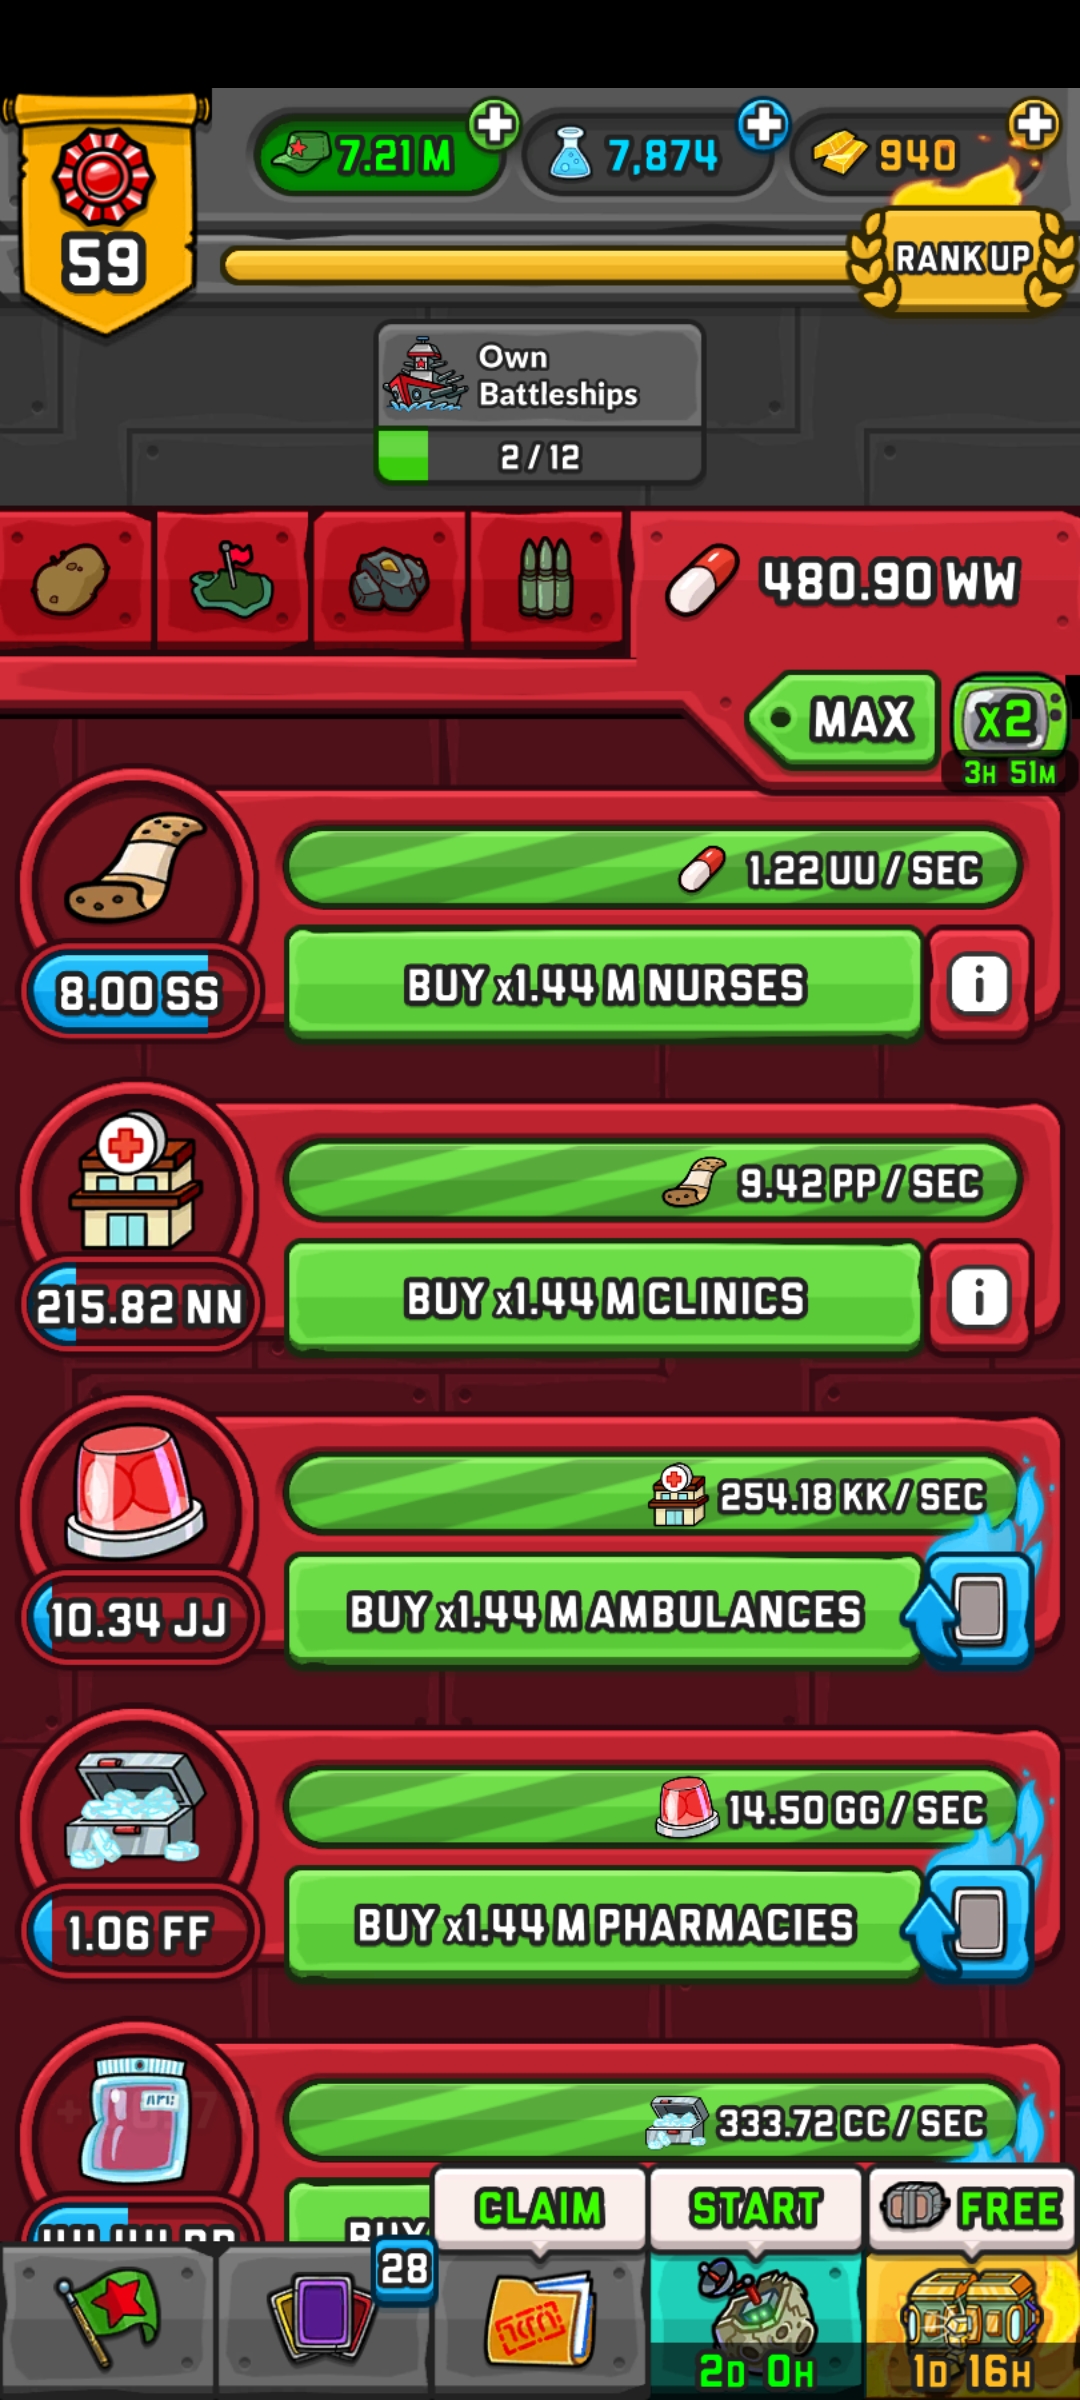 7.21 M
7,874
940
59
RANK UP
Own
Battleships
2 / 12
480.90 WW
MAX
x2
3H 51M
1.22 UU / SEC
8.00 SS
BUY x1.44 M NURSES
i
9.42 PP / SEC
215.82 NN
BUY x1.44 M CLINICS
i
254.18 KK / SEC
10.34 JJ
BUY x1.44 M AMBULANCES
14.50 GG / SEC
1.06 FF
BUY x1.44 M PHARMACIES
333.72 CC / SEC
BUY
CLAIM
START
FREE
28
2D 0H
1D 16H